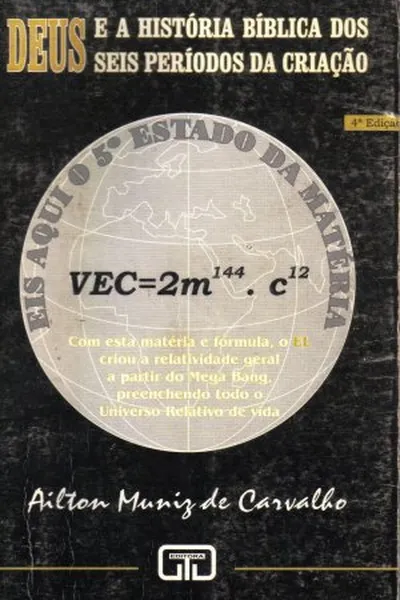 DEUS E A HISTÓRIA BÍBLICA DOS
SEIS PERÍODOS DA CRIAÇÃO
4ª Edição
EIS AQUI O 5º ESTADO DA MATÉRIA
VEC=2m¹⁴⁴. c¹²
Com esta matéria e fórmula, o EL
criou a relatividade geral
a partir do Mega Bang,
preenchendo todo o
Universo Relativo de vida
Ailton Muniz de Carvalho
EDITORA